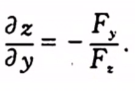 ∂z/∂y = − F_y/F_z.